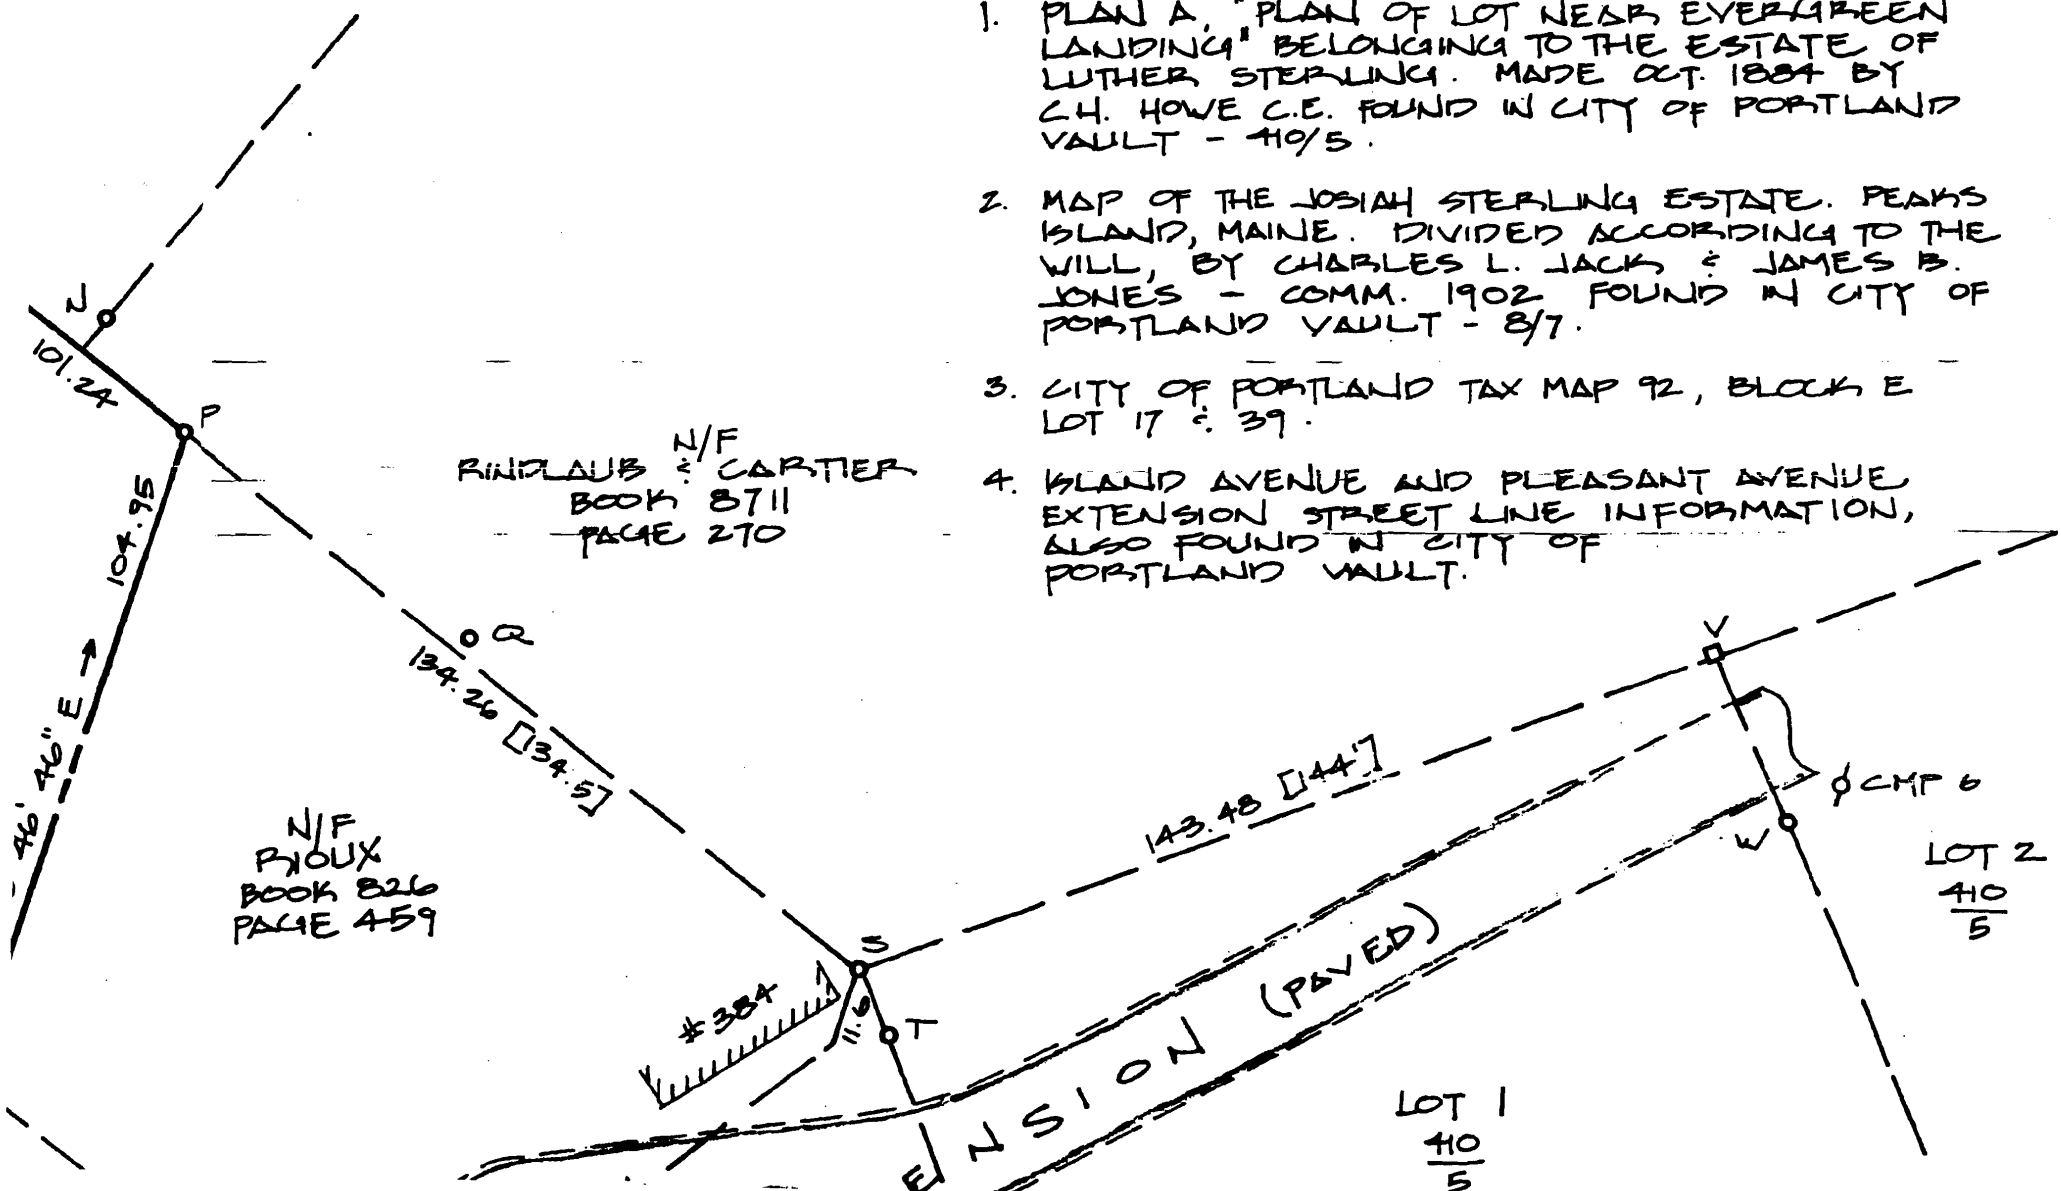 1. PLAN A, "PLAN OF LOT NEAR EVERGREEN
LANDING" BELONGING TO THE ESTATE OF
LUTHER STERLING. MADE OCT. 1884 BY
C.H. HOWE C.E. FOUND IN CITY OF PORTLAND
VAULT - 410/5.
2. MAP OF THE JOSIAH STERLING ESTATE. PEAKS
ISLAND, MAINE. DIVIDED ACCORDING TO THE
WILL, BY CHARLES L. JACK & JAMES B.
JONES - COMM. 1902 FOUND IN CITY OF
PORTLAND VAULT - 8/7.
3. CITY OF PORTLAND TAX MAP 92, BLOCK E
LOT 17 & 39.
4. ISLAND AVENUE AND PLEASANT AVENUE
EXTENSION STREET LINE INFORMATION,
ALSO FOUND IN CITY OF
PORTLAND VAULT.
N
101.24
P
104.95
46' 46" E →
N/F
RINDLAUB & CARTIER
BOOK 8711
PAGE 270
Q
134.26 [134.5]
N/F
RIOUX
BOOK 826
PAGE 459
S
#384
11.6
T
143.48 [144']
V
W
CMP 6
LOT 2
410
5
ENSION (PAVED)
LOT 1
410
5